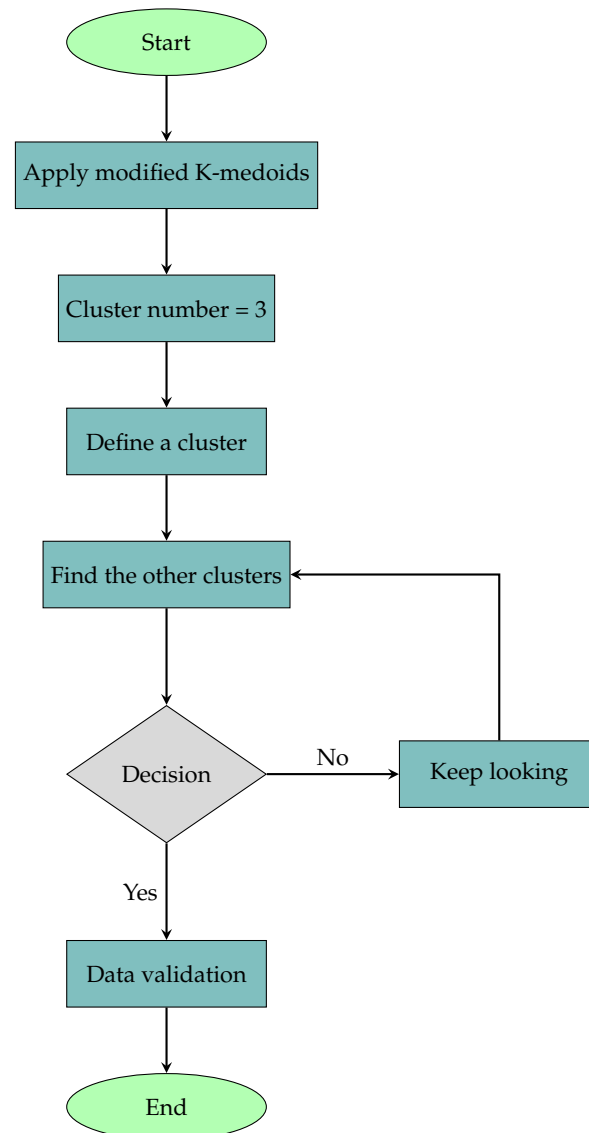 Start
Apply modified K-medoids
Cluster number = 3
Define a cluster
Find the other clusters
Decision
No
Keep looking
Yes
Data validation
End